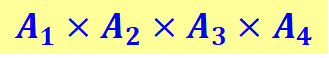 A₁ × A₂ × A₃ × A₄